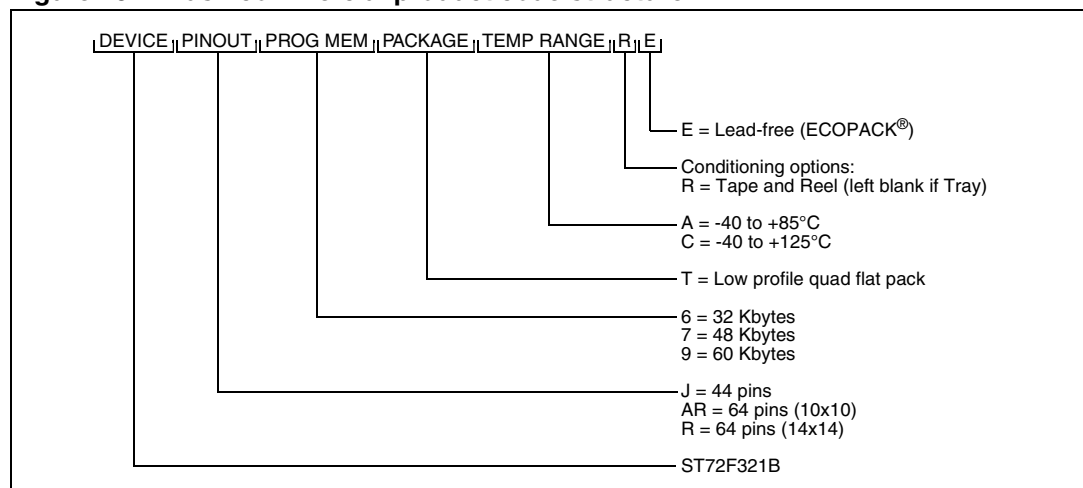 DEVICE PINOUT PROG MEM PACKAGE TEMP RANGE R E
E = Lead-free (ECOPACK®)
Conditioning options:
R = Tape and Reel (left blank if Tray)
A = -40 to +85°C
C = -40 to +125°C
T = Low profile quad flat pack
6 = 32 Kbytes
7 = 48 Kbytes
9 = 60 Kbytes
J = 44 pins
AR = 64 pins (10x10)
R = 64 pins (14x14)
ST72F321B